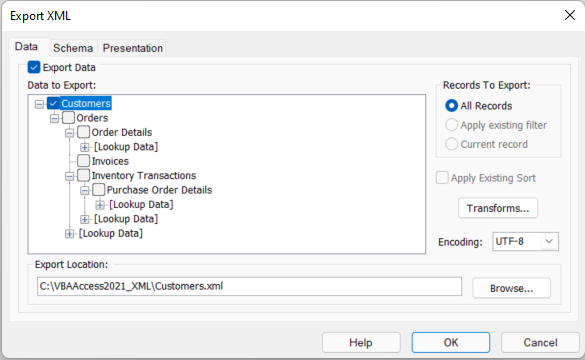 Export XML
Data Schema Presentation
Export Data
Data to Export:
Customers
Orders
Order Details
[Lookup Data]
Invoices
Inventory Transactions
Purchase Order Details
[Lookup Data]
[Lookup Data]
[Lookup Data]
Records To Export:
All Records
Apply existing filter
Current record
Apply Existing Sort
Transforms...
Encoding: UTF-8
Export Location:
C:\VBAAccess2021_XML\Customers.xml
Browse...
Help OK Cancel